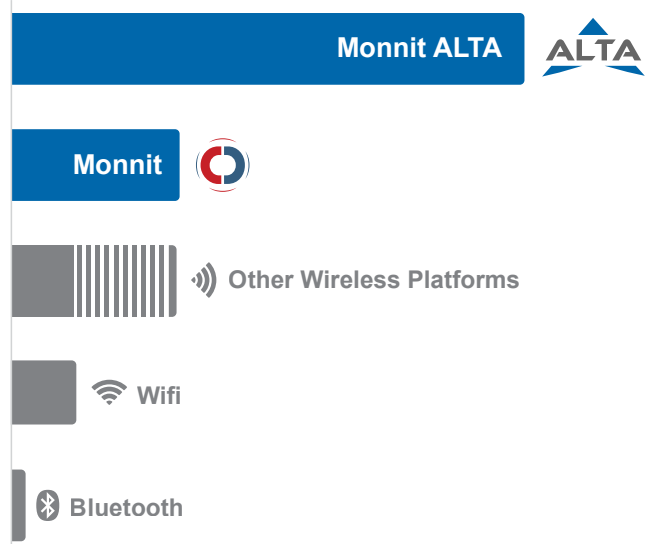 Monnit ALTA
ALTA
Monnit
Other Wireless Platforms
Wifi
Bluetooth